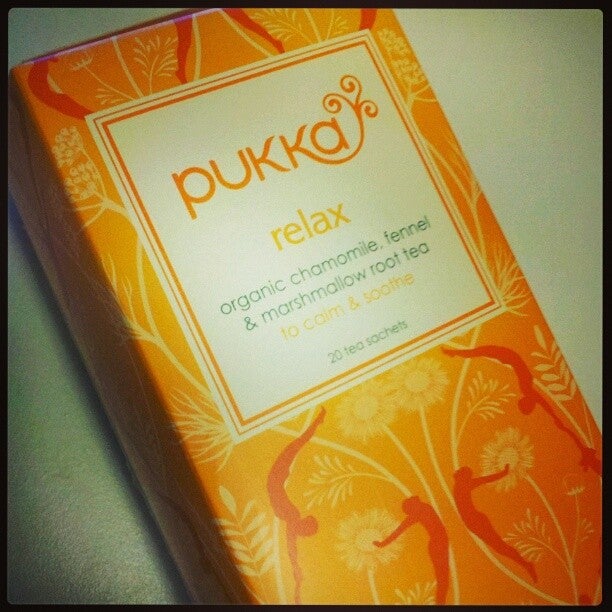 pukka
relax
organic chamomile, fennel
& marshmallow root tea
to calm & soothe
20 tea sachets